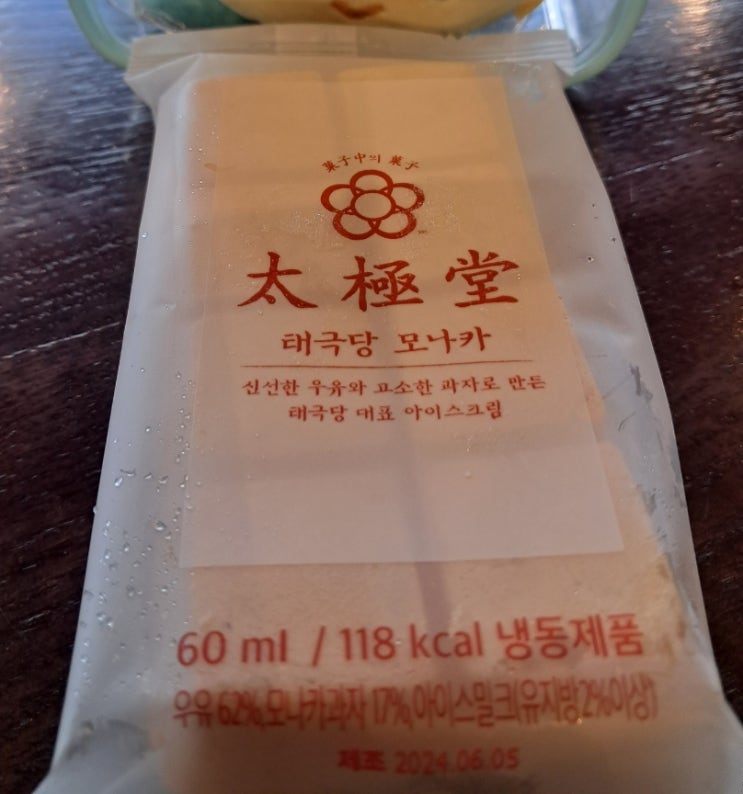 菓子中의 菓子
太極堂
태극당 모나카
신선한 우유와 고소한 과자로 만든
태극당 대표 아이스크림
60 ml / 118 kcal 냉동제품
우유 62%, 모나카과자 17%, 아이스밀크(유지방2%이상)
제조 2024.06.05